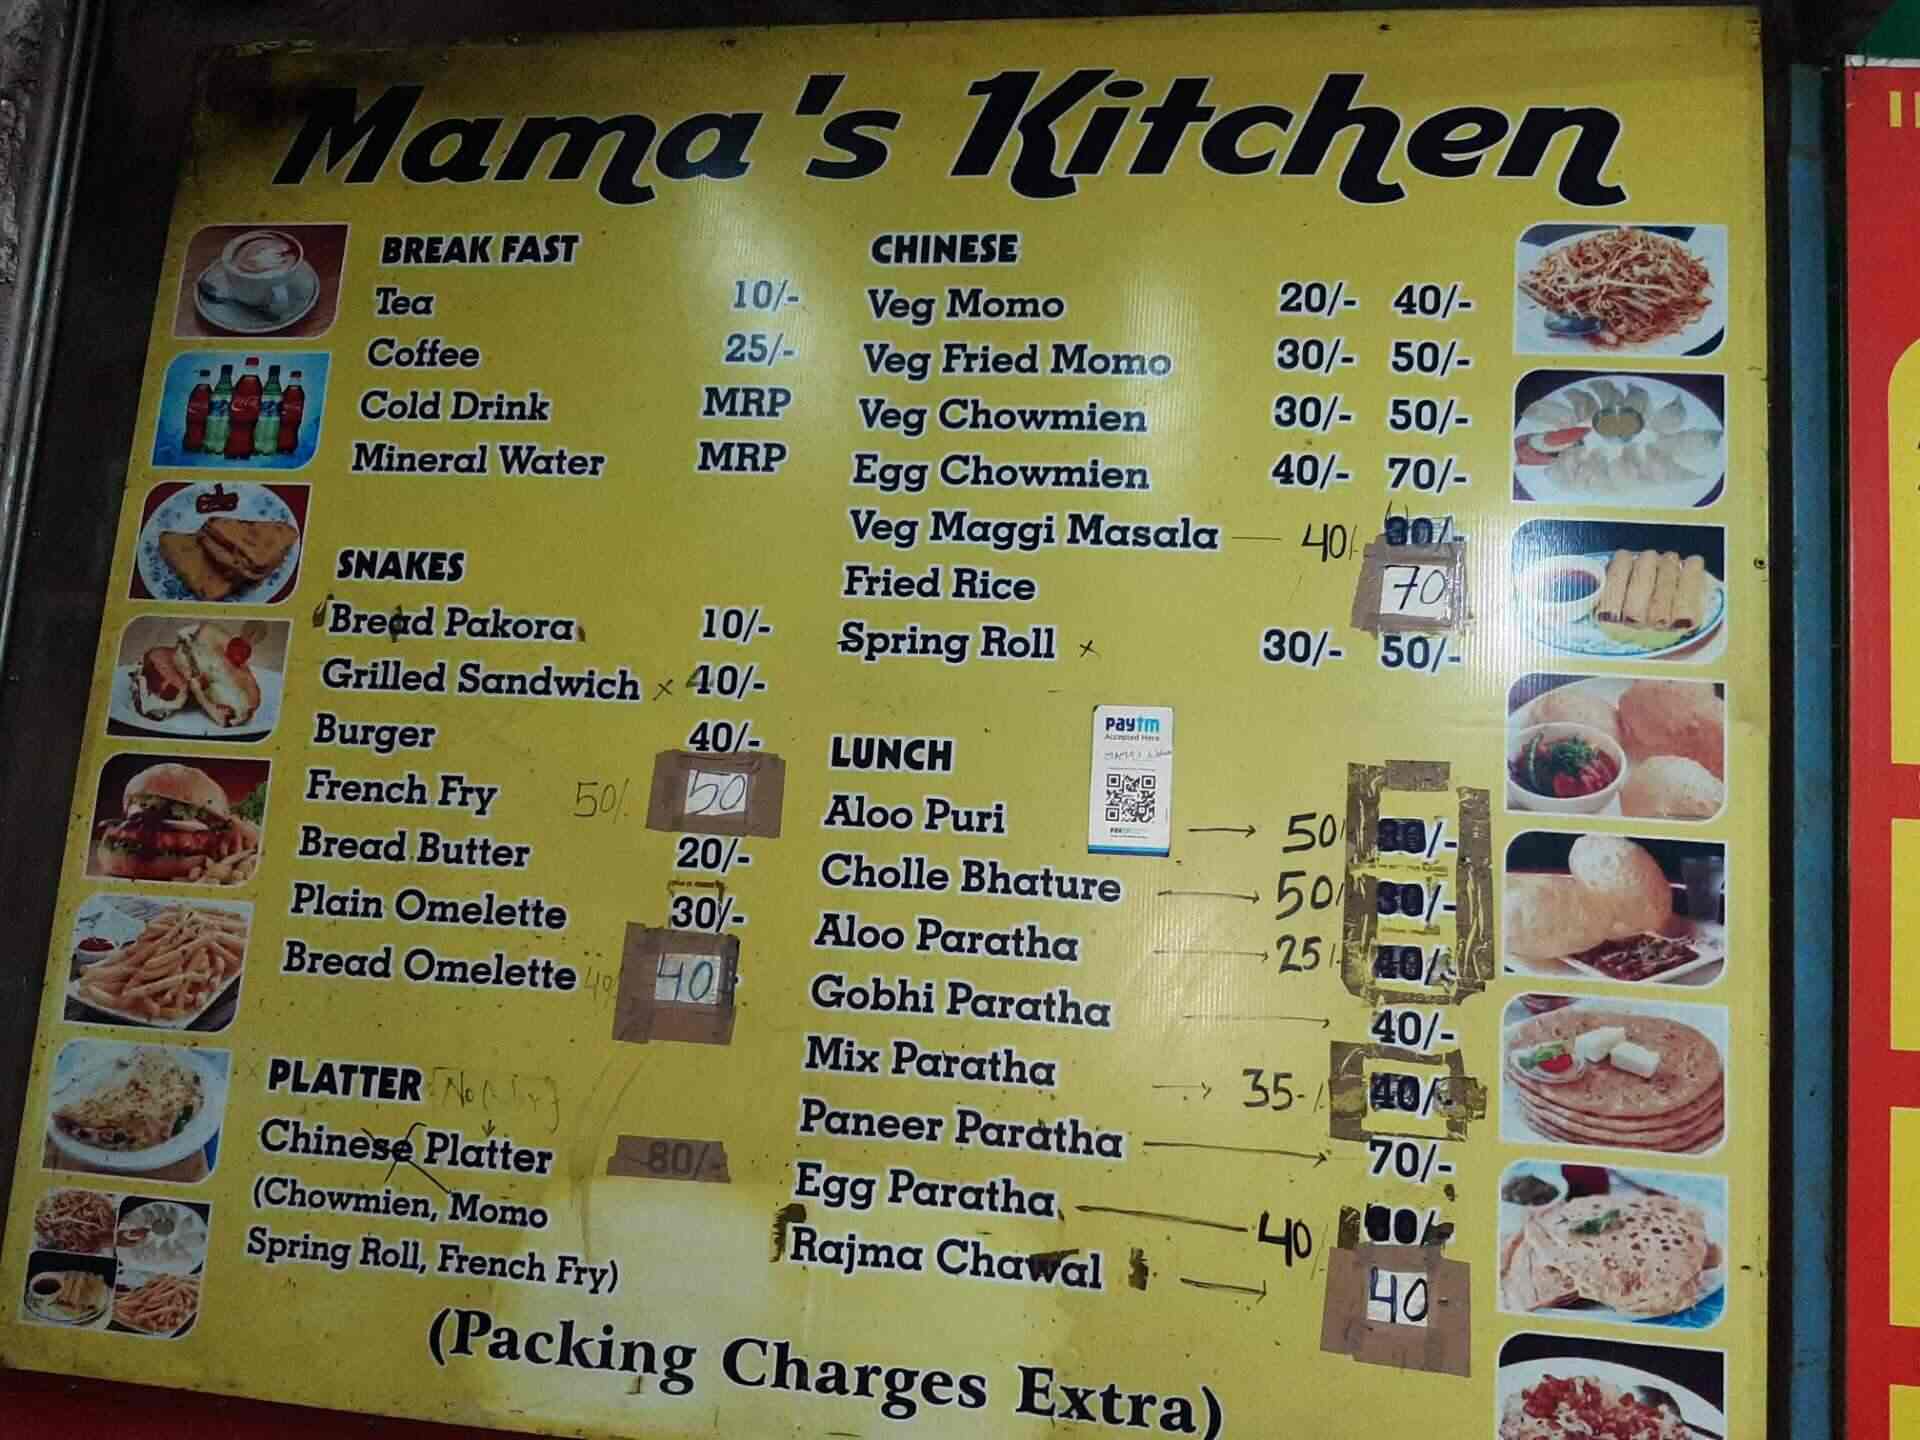 Mama's Kitchen
BREAK FAST
Tea 10/-
Coffee 25/-
Cold Drink MRP
Mineral Water MRP
SNAKES
Bread Pakora 10/-
Grilled Sandwich x 40/-
Burger 40/-
French Fry 50/- 50
Bread Butter 20/-
Plain Omelette 30/-
Bread Omelette 40/- 40
PLATTER
Chinese Platter 80/-
(Chowmien, Momo
Spring Roll, French Fry)
CHINESE
Veg Momo 20/- 40/-
Veg Fried Momo 30/- 50/-
Veg Chowmien 30/- 50/-
Egg Chowmien 40/- 70/-
Veg Maggi Masala 40/- 30/-
Fried Rice 70
Spring Roll x 30/- 50/-
paytm
Accepted Here
LUNCH
Aloo Puri 50/-
Cholle Bhature 50/-
Aloo Paratha 25/-
Gobhi Paratha 40/-
Mix Paratha 35-/ 40/-
Paneer Paratha 70/-
Egg Paratha 40/
Rajma Chawal 40
(Packing Charges Extra)